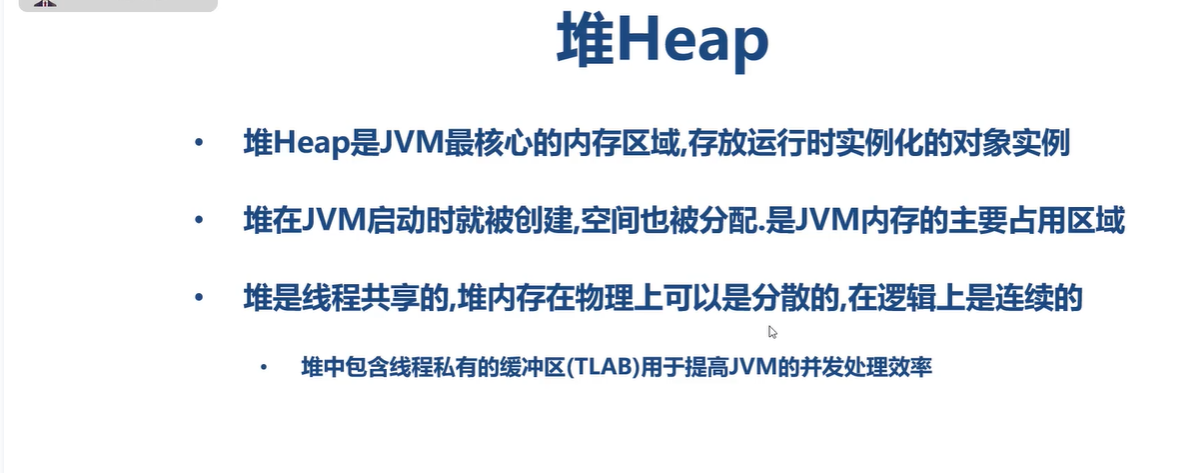 堆Heap
• 堆Heap是JVM最核心的内存区域,存放运行时实例化的对象实例
• 堆在JVM启动时就被创建,空间也被分配.是JVM内存的主要占用区域
• 堆是线程共享的,堆内存在物理上可以是分散的,在逻辑上是连续的
• 堆中包含线程私有的缓冲区(TLAB)用于提高JVM的并发处理效率